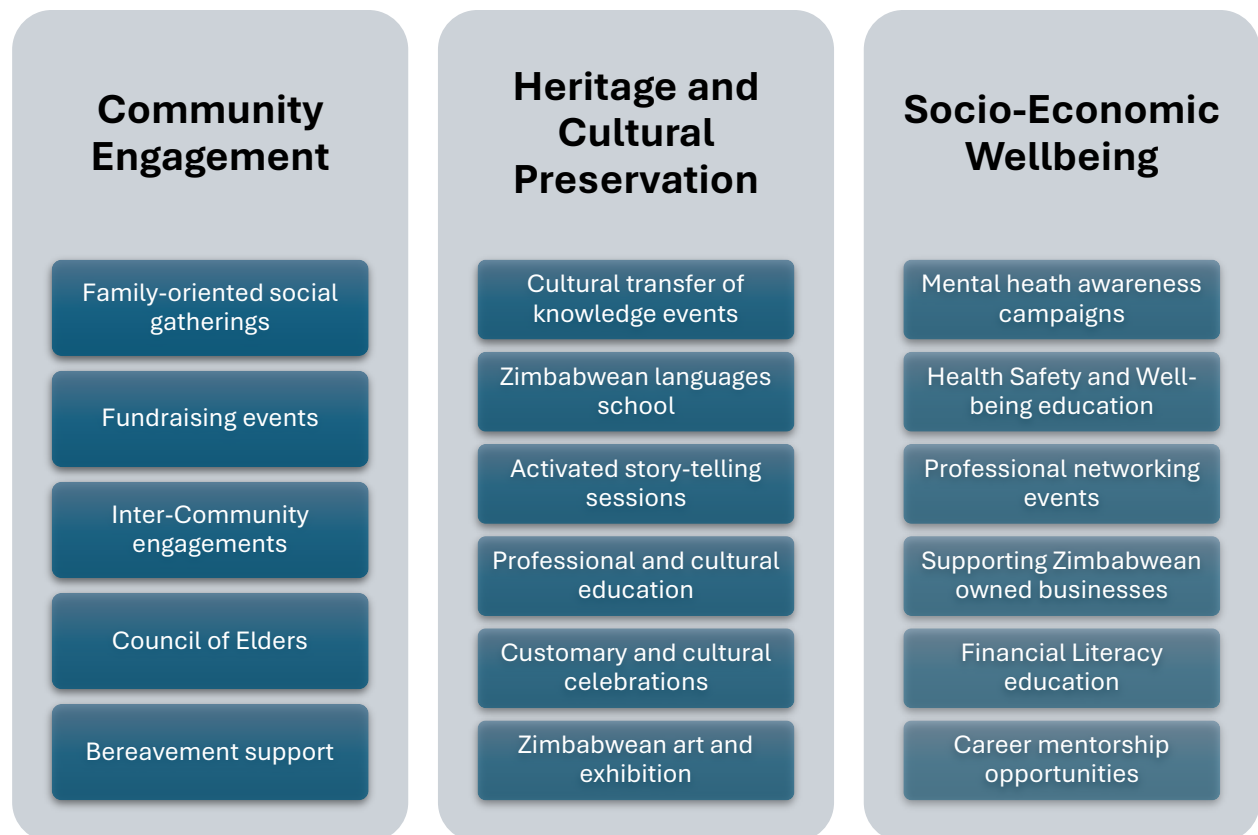 Community
Engagement
Family-oriented social
gatherings
Fundraising events
Inter-Community
engagements
Council of Elders
Bereavement support
Heritage and
Cultural
Preservation
Cultural transfer of
knowledge events
Zimbabwean languages
school
Activated story-telling
sessions
Professional and cultural
education
Customary and cultural
celebrations
Zimbabwean art and
exhibition
Socio-Economic
Wellbeing
Mental heath awareness
campaigns
Health Safety and Well-
being education
Professional networking
events
Supporting Zimbabwean
owned businesses
Financial Literacy
education
Career mentorship
opportunities